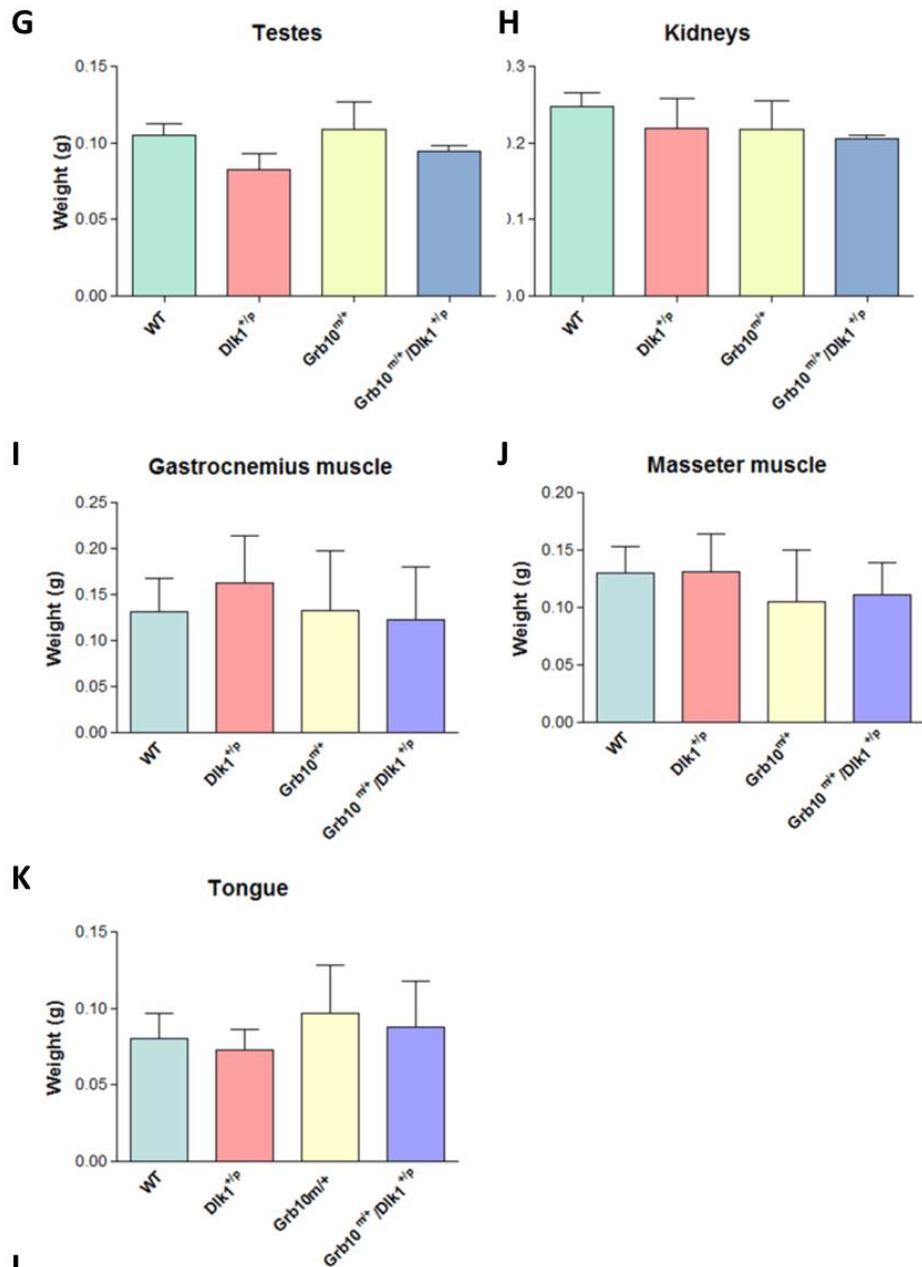 G
Testes
Weight (g)
0.15
0.10
0.05
0.00
WT
Dlk1+/p
Grb10m/+
Grb10 m/+/Dlk1+/p
H
Kidneys
).3
).2
).1
).0
WT
Dlk1+/p
Grb10m/+
Grb10 m/+/Dlk1+/p
I
Gastrocnemius muscle
Weight (g)
0.25
0.20
0.15
0.10
0.05
0.00
WT
Dlk1+/p
Grb10m/+
Grb10 m/+/Dlk1+/p
J
Masseter muscle
Weight (g)
0.20
0.15
0.10
0.05
0.00
WT
Dlk1+/p
Grb10m/+
Grb10 m/+/Dlk1+/p
K
Tongue
Weight (g)
0.15
0.10
0.05
0.00
WT
Dlk1+/p
Grb10m/+
Grb10 m/+/Dlk1+/p